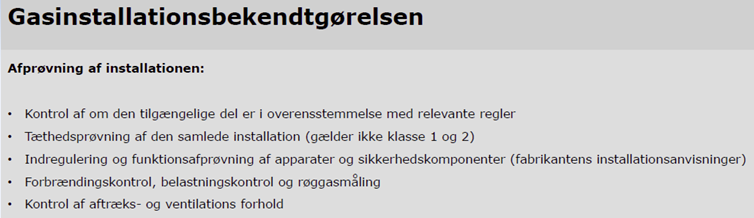 Gasinstallationsbekendtgørelsen
Afprøvning af installationen:
• Kontrol af om den tilgængelige del er i overensstemmelse med relevante regler
• Tæthedsprøvning af den samlede installation (gælder ikke klasse 1 og 2)
• Indregulering og funktionsafprøvning af apparater og sikkerhedskomponenter (fabrikantens installationsanvisninger)
• Forbrændingskontrol, belastningskontrol og røggasmåling
• Kontrol af aftræks- og ventilations forhold